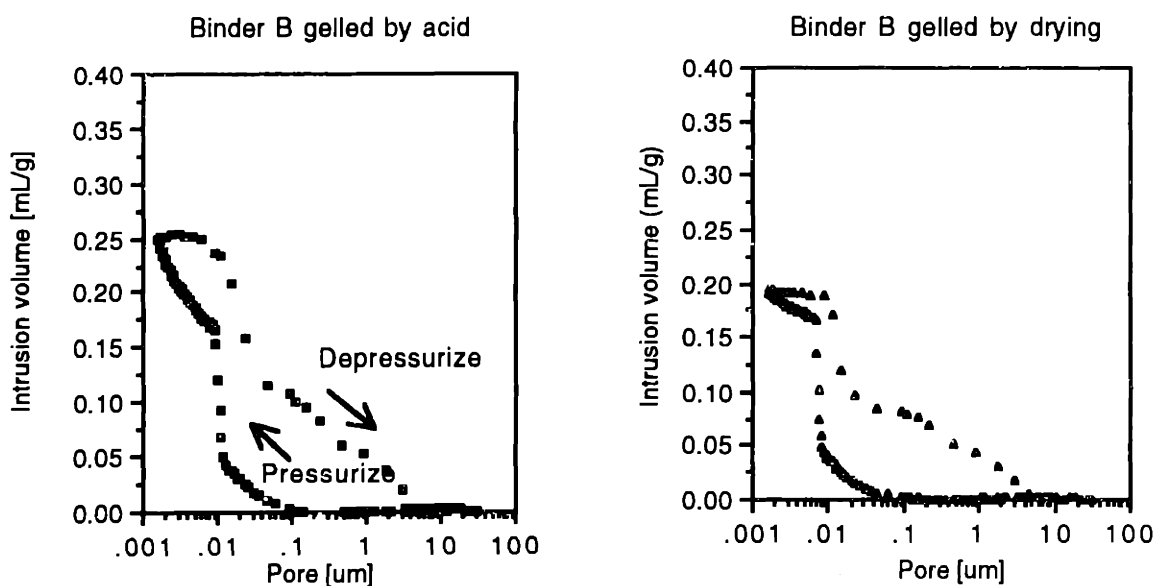 Binder B gelled by acid
Intrusion volume [mL/g]
0.40
0.35
0.30
0.25
0.20
0.15
0.10
0.05
0.00
Depressurize
Pressurize
.001 .01 .1 1 10 100
Pore [um]
Binder B gelled by drying
Intrusion volume (mL/g)
0.40
0.35
0.30
0.25
0.20
0.15
0.10
0.05
0.00
.001 .01 .1 1 10 100
Pore [um]